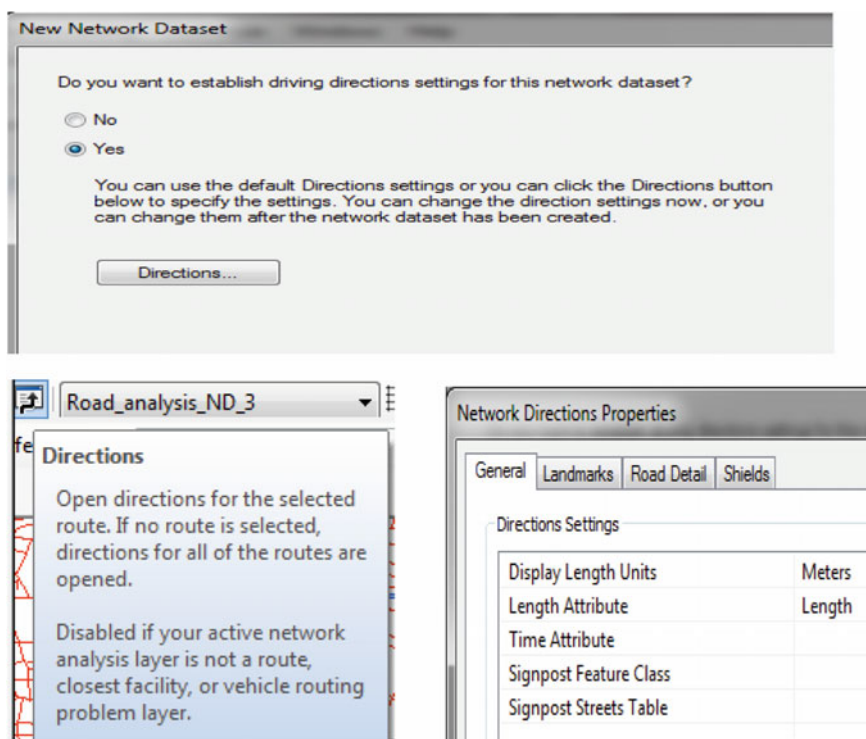 New Network Dataset
Do you want to establish driving directions settings for this network dataset?
No
Yes
You can use the default Directions settings or you can click the Directions button
below to specify the settings. You can change the direction settings now, or you
can change them after the network dataset has been created.
Directions...
Road_analysis_ND_3
fe
Directions
Open directions for the selected
route. If no route is selected,
directions for all of the routes are
opened.
Disabled if your active network
analysis layer is not a route,
closest facility, or vehicle routing
problem layer.
Network Directions Properties
General Landmarks Road Detail Shields
Directions Settings
Display Length Units Meters
Length Attribute Length
Time Attribute
Signpost Feature Class
Signpost Streets Table